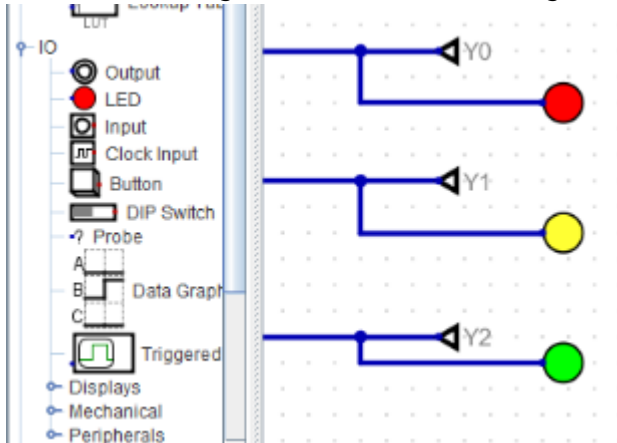 LUT
IO
Output
LED
Input
Clock Input
Button
DIP Switch
? Probe
A
B
C
Data Graph
Triggered
Displays
Mechanical
Peripherals
Y0
Y1
Y2